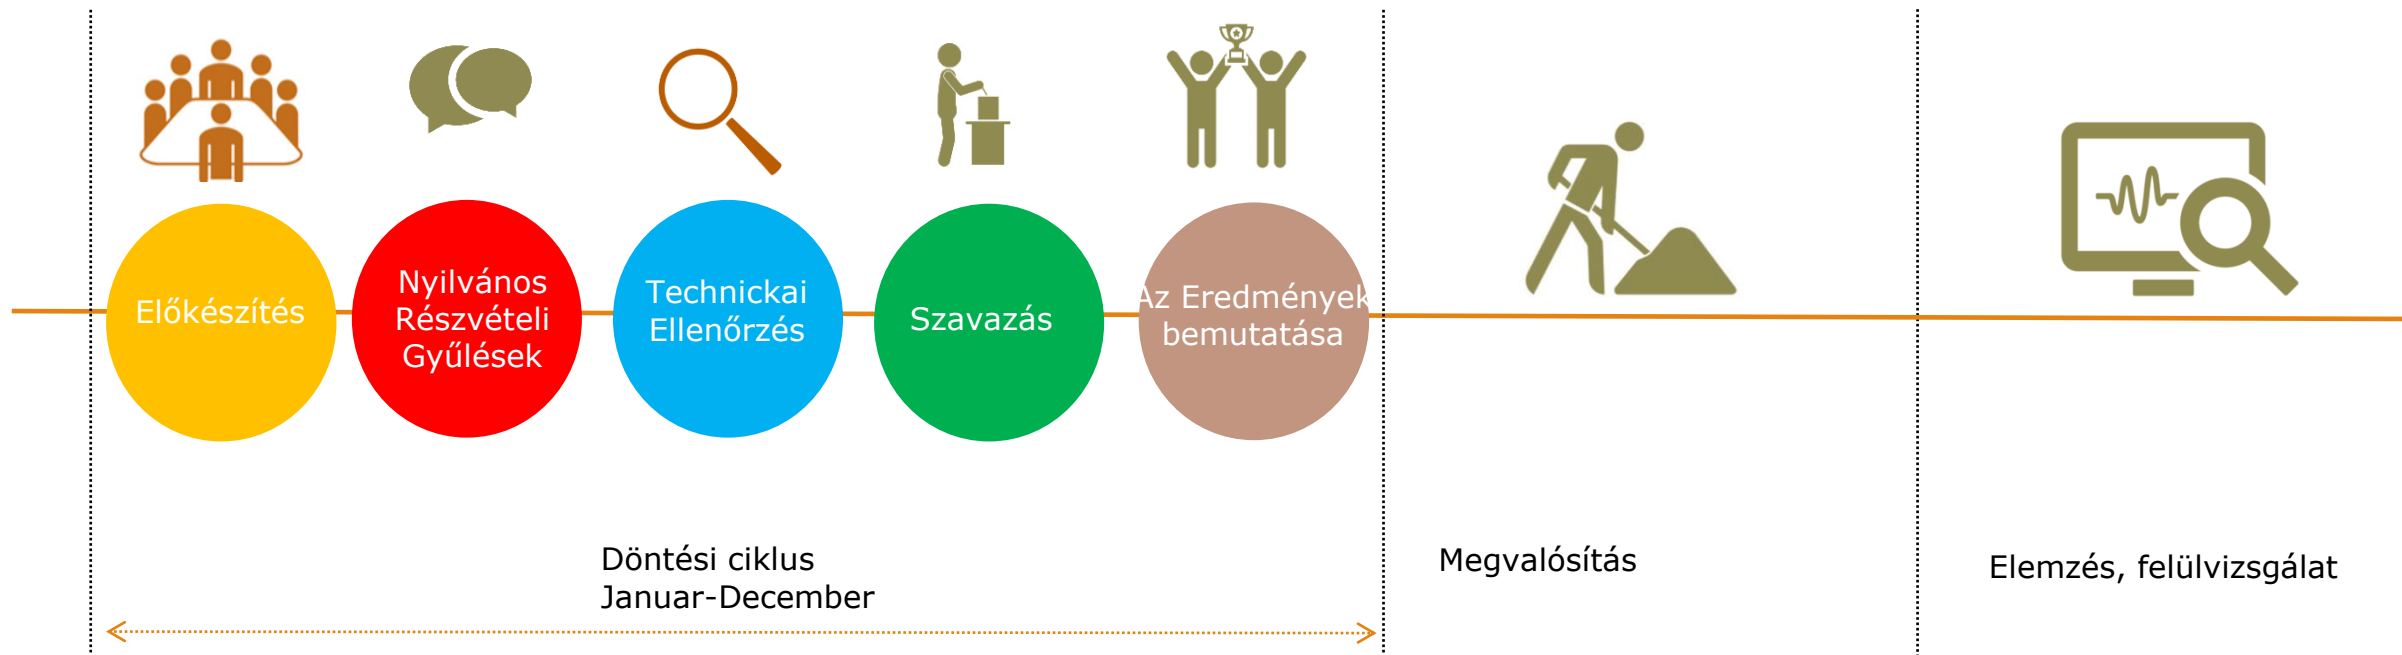 Előkészítés
Nyilvános
Részvételi
Gyűlések
Technickai
Ellenőrzés
Szavazás
Az Eredmények
bemutatása
Döntési ciklus
Januar-December
Megvalósítás
Elemzés, felülvizsgálat